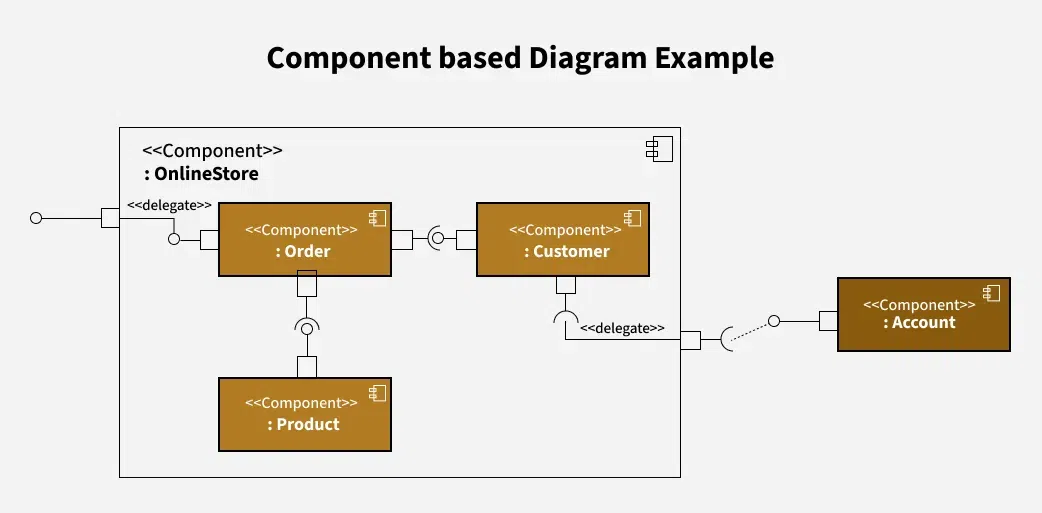 Component based Diagram Example
<<Component>>
: OnlineStore
<<delegate>>
<<Component>>
: Order
<<Component>>
: Customer
<<Component>>
: Account
<<delegate>>
<<Component>>
: Product